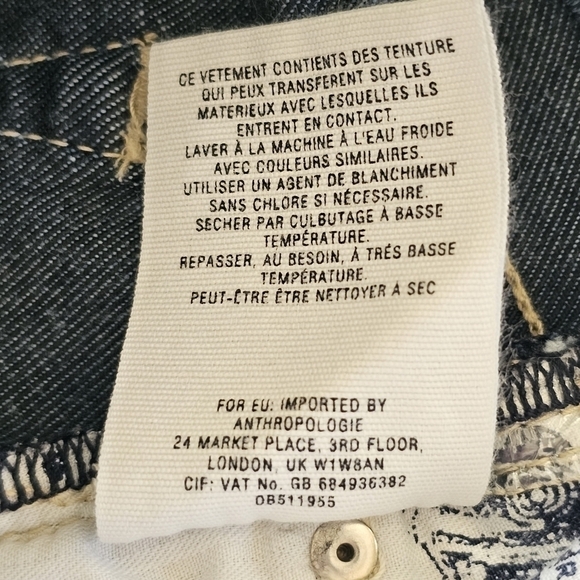 CE VETEMENT CONTIENTS DES TEINTURE
QUI PEUX TRANSFERENT SUR LES
MATERIEUX AVEC LESQUELLES ILS
ENTRENT EN CONTACT.
LAVER À LA MACHINE À L'EAU FROIDE
AVEC COULEURS SIMILAIRES.
UTILISER UN AGENT DE BLANCHIMENT
SANS CHLORE SI NÉCESSAIRE.
SECHER PAR CULBUTAGE À BASSE
TEMPÉRATURE.
REPASSER, AU BESOIN, À TRÉS BASSE
TEMPÉRATURE.
PEUT-ÊTRE ÊTRE NETTOYER A SEC
FOR EU: IMPORTED BY
ANTHROPOLOGIE
24 MARKET PLACE, 3RD FLOOR,
LONDON, UK W1W8AN
CIF: VAT No. GB 684936382
OB511955